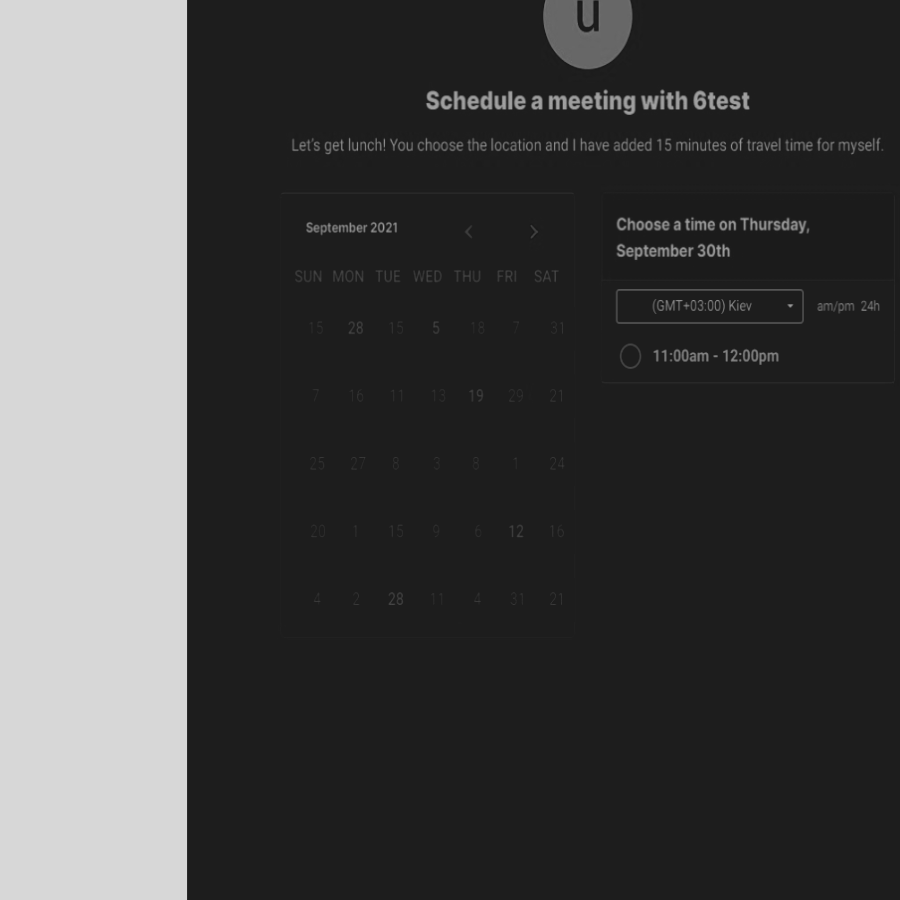 u
Schedule a meeting with 6test
Let's get lunch! You choose the location and I have added 15 minutes of travel time for myself.
September 2021
SUN MON TUE WED THU FRI SAT
15 28 15 5 18 7 31
7 16 11 13 19 29 21
25 27 8 3 8 1 24
20 1 15 9 6 12 16
4 2 28 11 4 31 21
Choose a time on Thursday,
September 30th
(GMT+03:00) Kiev am/pm 24h
11:00am - 12:00pm